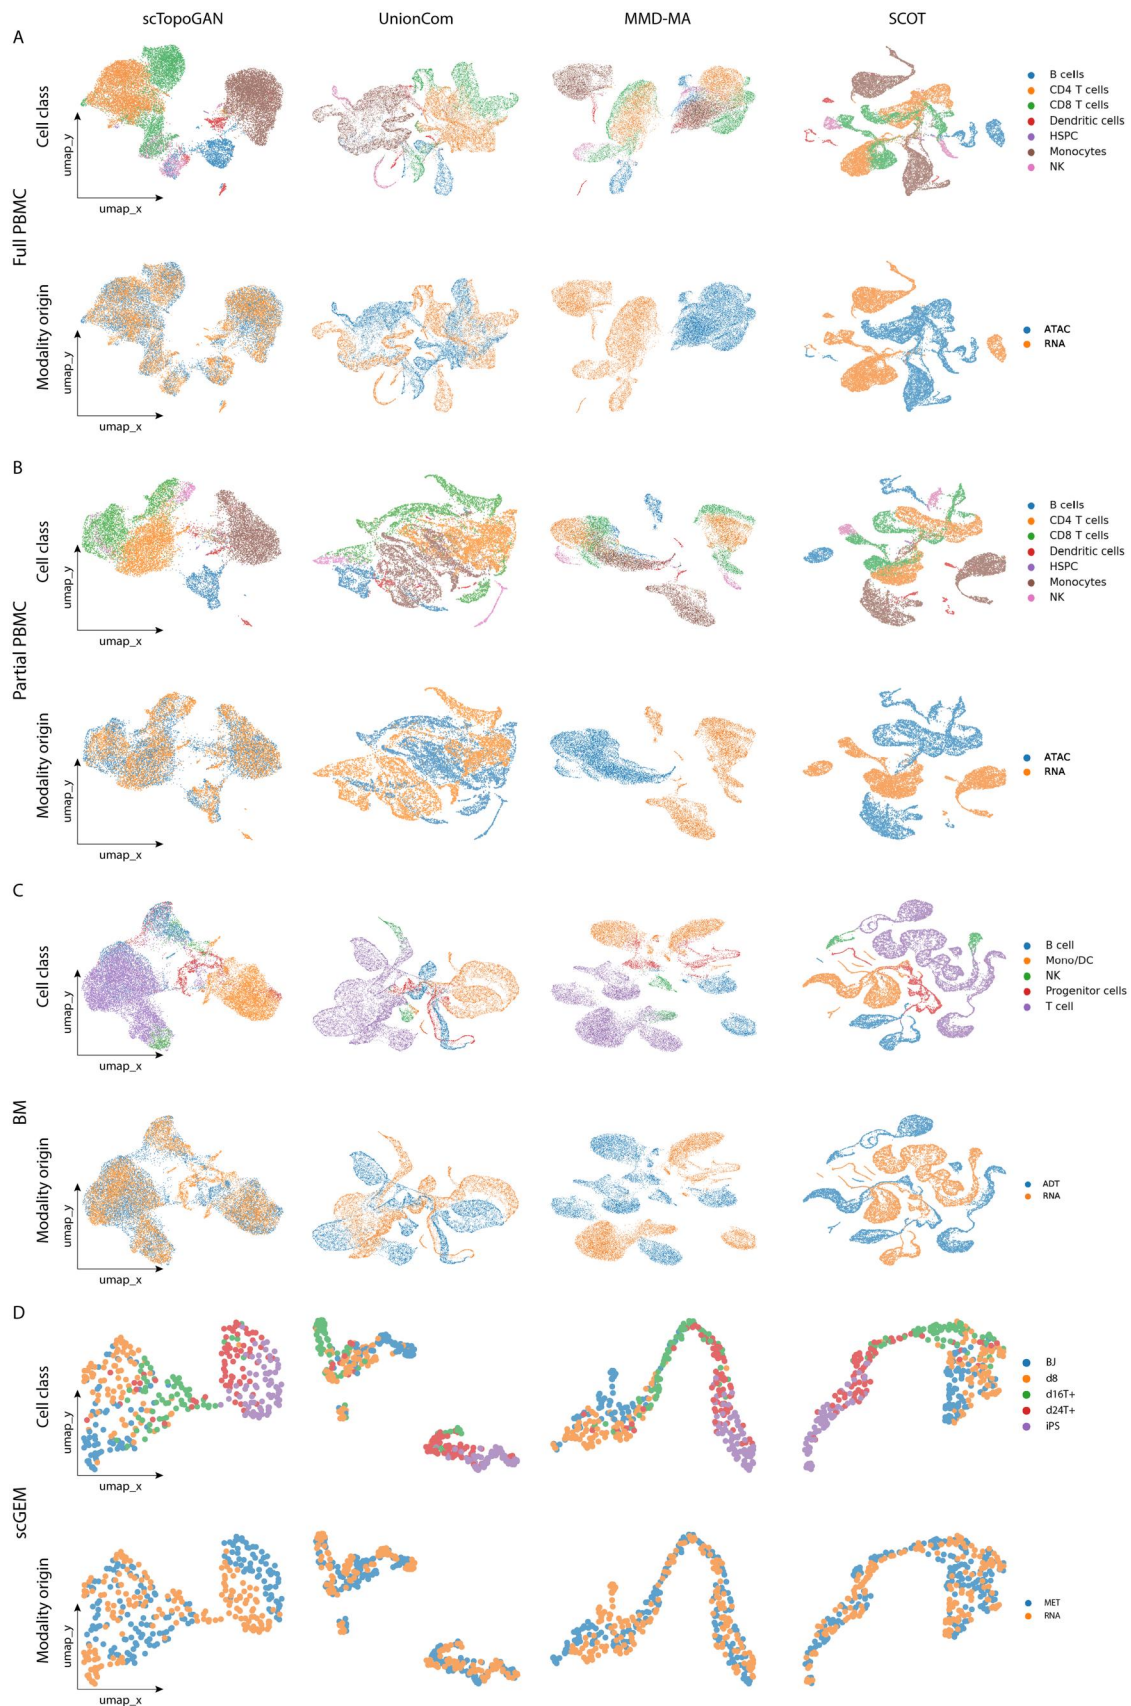 scTopoGAN UnionCom MMD-MA SCOT
A
Full PBMC
Cell class
umap_y
umap_x
B cells
CD4 T cells
CD8 T cells
Dendritic cells
HSPC
Monocytes
NK
Modality origin
umap_y
umap_x
ATAC
RNA
B
Partial PBMC
Cell class
umap_y
umap_x
B cells
CD4 T cells
CD8 T cells
Dendritic cells
HSPC
Monocytes
NK
Modality origin
umap_y
umap_x
ATAC
RNA
C
BM
Cell class
umap_y
umap_x
B cell
Mono/DC
NK
Progenitor cells
T cell
Modality origin
umap_y
umap_x
ADT
RNA
D
scGEM
Cell class
umap_y
umap_x
BJ
d8
d16T+
d24T+
iPS
Modality origin
umap_y
umap_x
MET
RNA